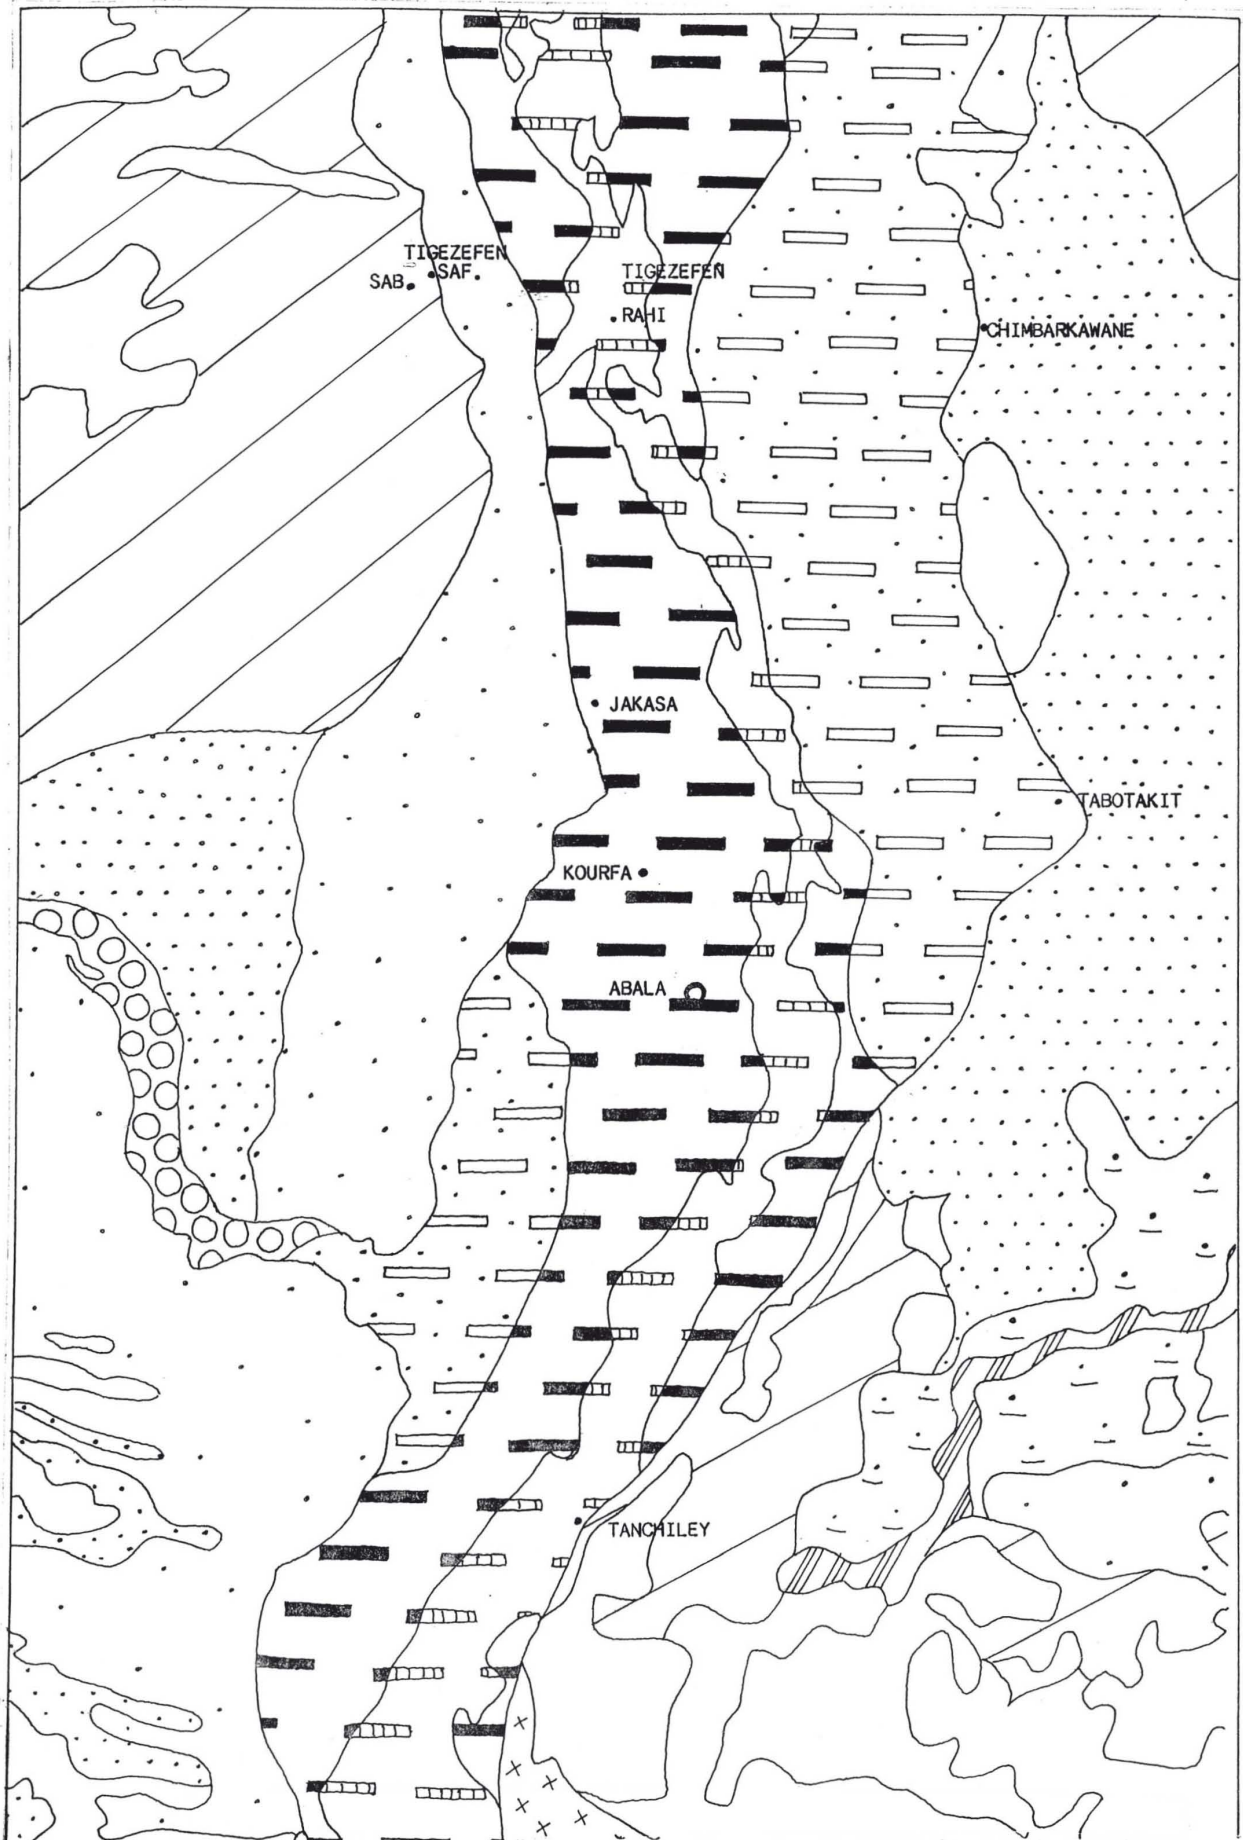 TIGEZEFEN
SAB. SAF.
TIGEZEFEN
RAHI
CHIMBARKAWANE
JAKASA
TABOTAKIT
KOURFA
ABALA
TANCHILEY